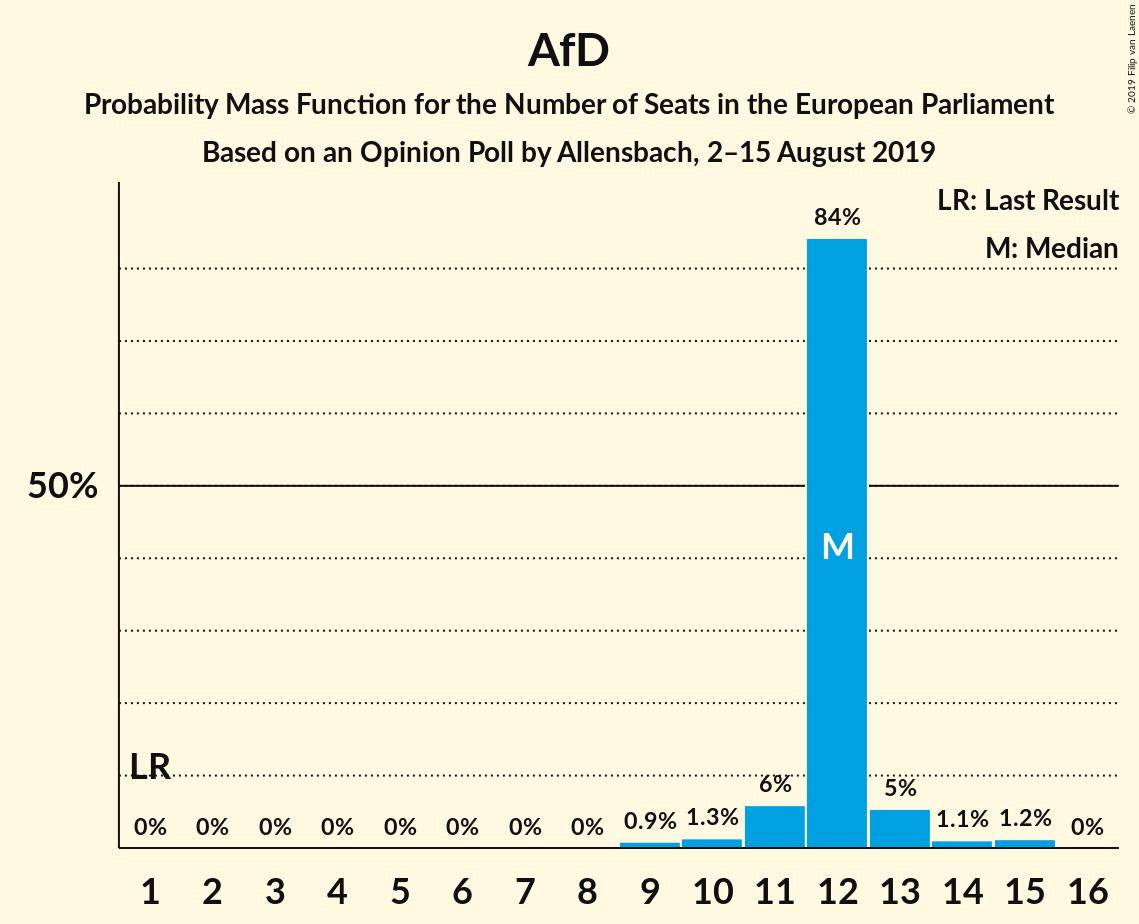 AfD
Probability Mass Function for the Number of Seats in the European Parliament
Based on an Opinion Poll by Allensbach, 2–15 August 2019
© 2019 Filip van Laenen
LR: Last Result
M: Median
84%
50%
M
LR
0% 0% 0% 0% 0% 0% 0% 0% 0.9% 1.3% 6% 5% 1.1% 1.2% 0%
1 2 3 4 5 6 7 8 9 10 11 12 13 14 15 16